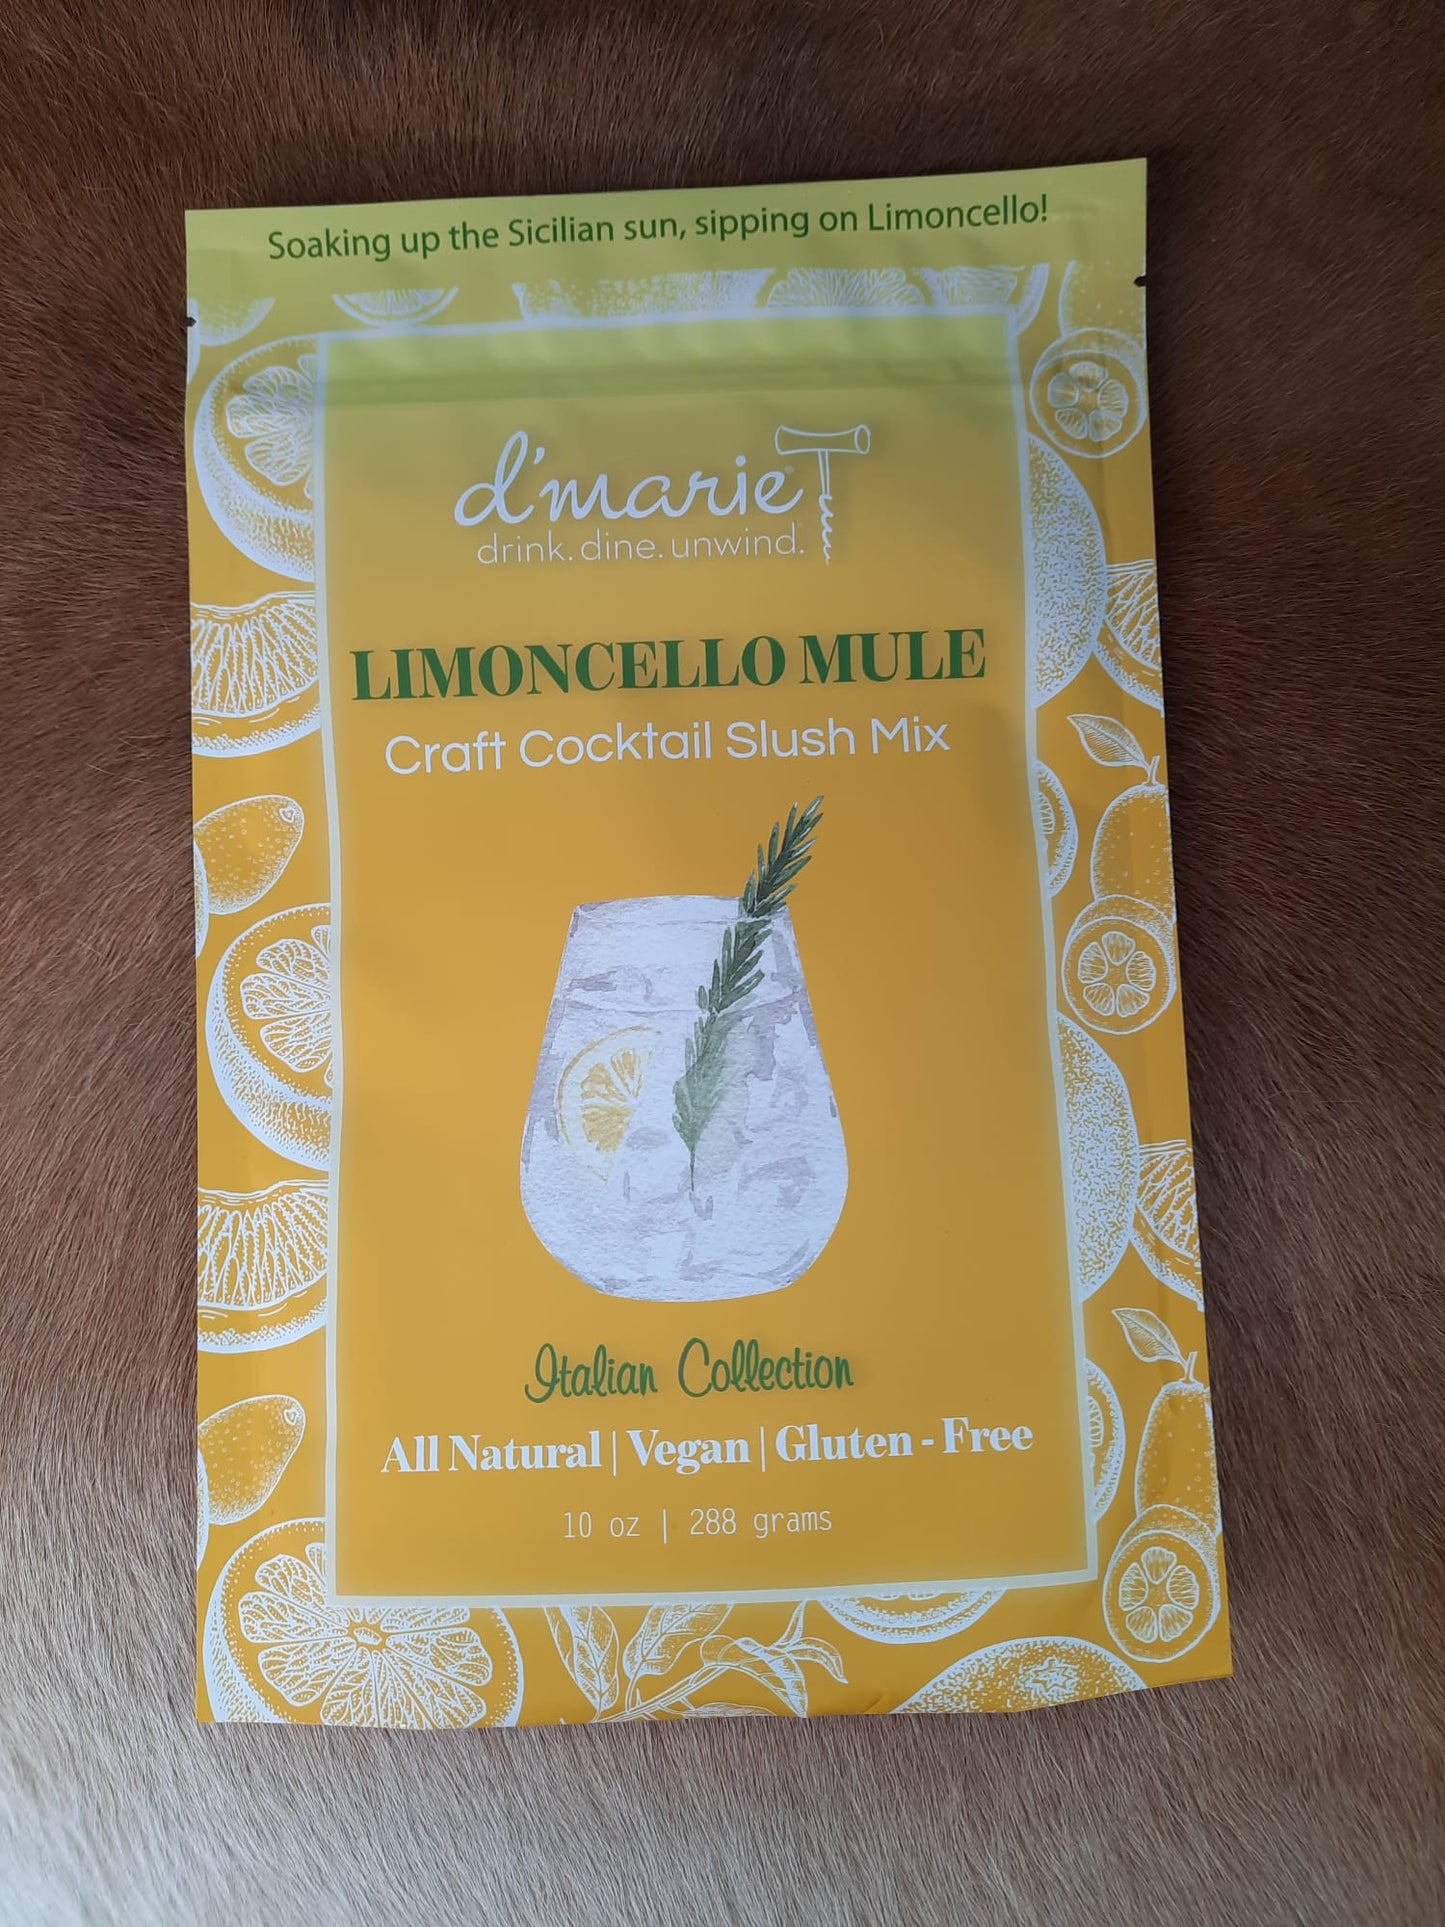 Soaking up the Sicilian sun, sipping on Limoncello!
d'marie®
drink. dine. unwind.®
LIMONCELLO MULE
Craft Cocktail Slush Mix
Italian Collection
All Natural | Vegan | Gluten - Free
10 oz | 288 grams